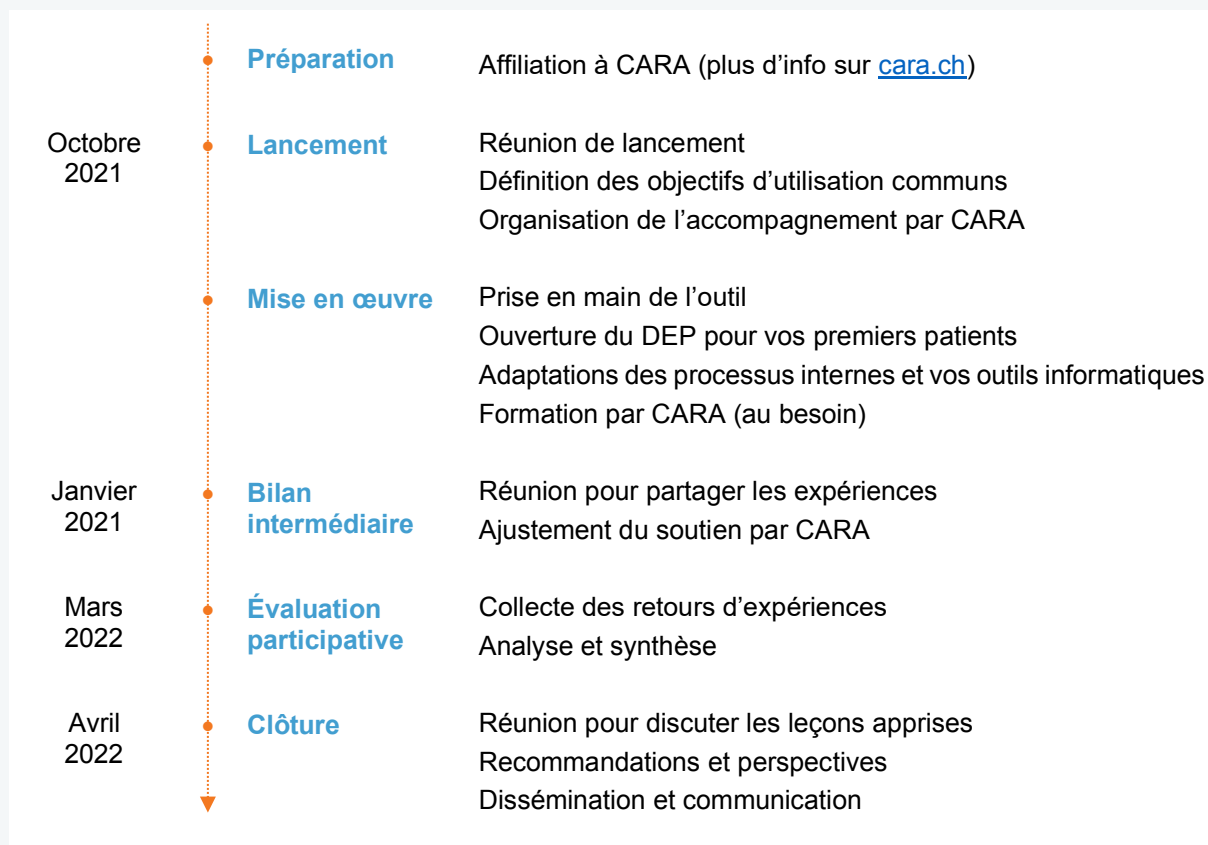 Préparation
Affiliation à CARA (plus d’info sur cara.ch)
Octobre
2021
Lancement
Réunion de lancement
Définition des objectifs d’utilisation communs
Organisation de l’accompagnement par CARA
Mise en œuvre
Prise en main de l’outil
Ouverture du DEP pour vos premiers patients
Adaptations des processus internes et vos outils informatiques
Formation par CARA (au besoin)
Janvier
2021
Bilan
intermédiaire
Réunion pour partager les expériences
Ajustement du soutien par CARA
Mars
2022
Évaluation
participative
Collecte des retours d’expériences
Analyse et synthèse
Avril
2022
Clôture
Réunion pour discuter les leçons apprises
Recommandations et perspectives
Dissémination et communication